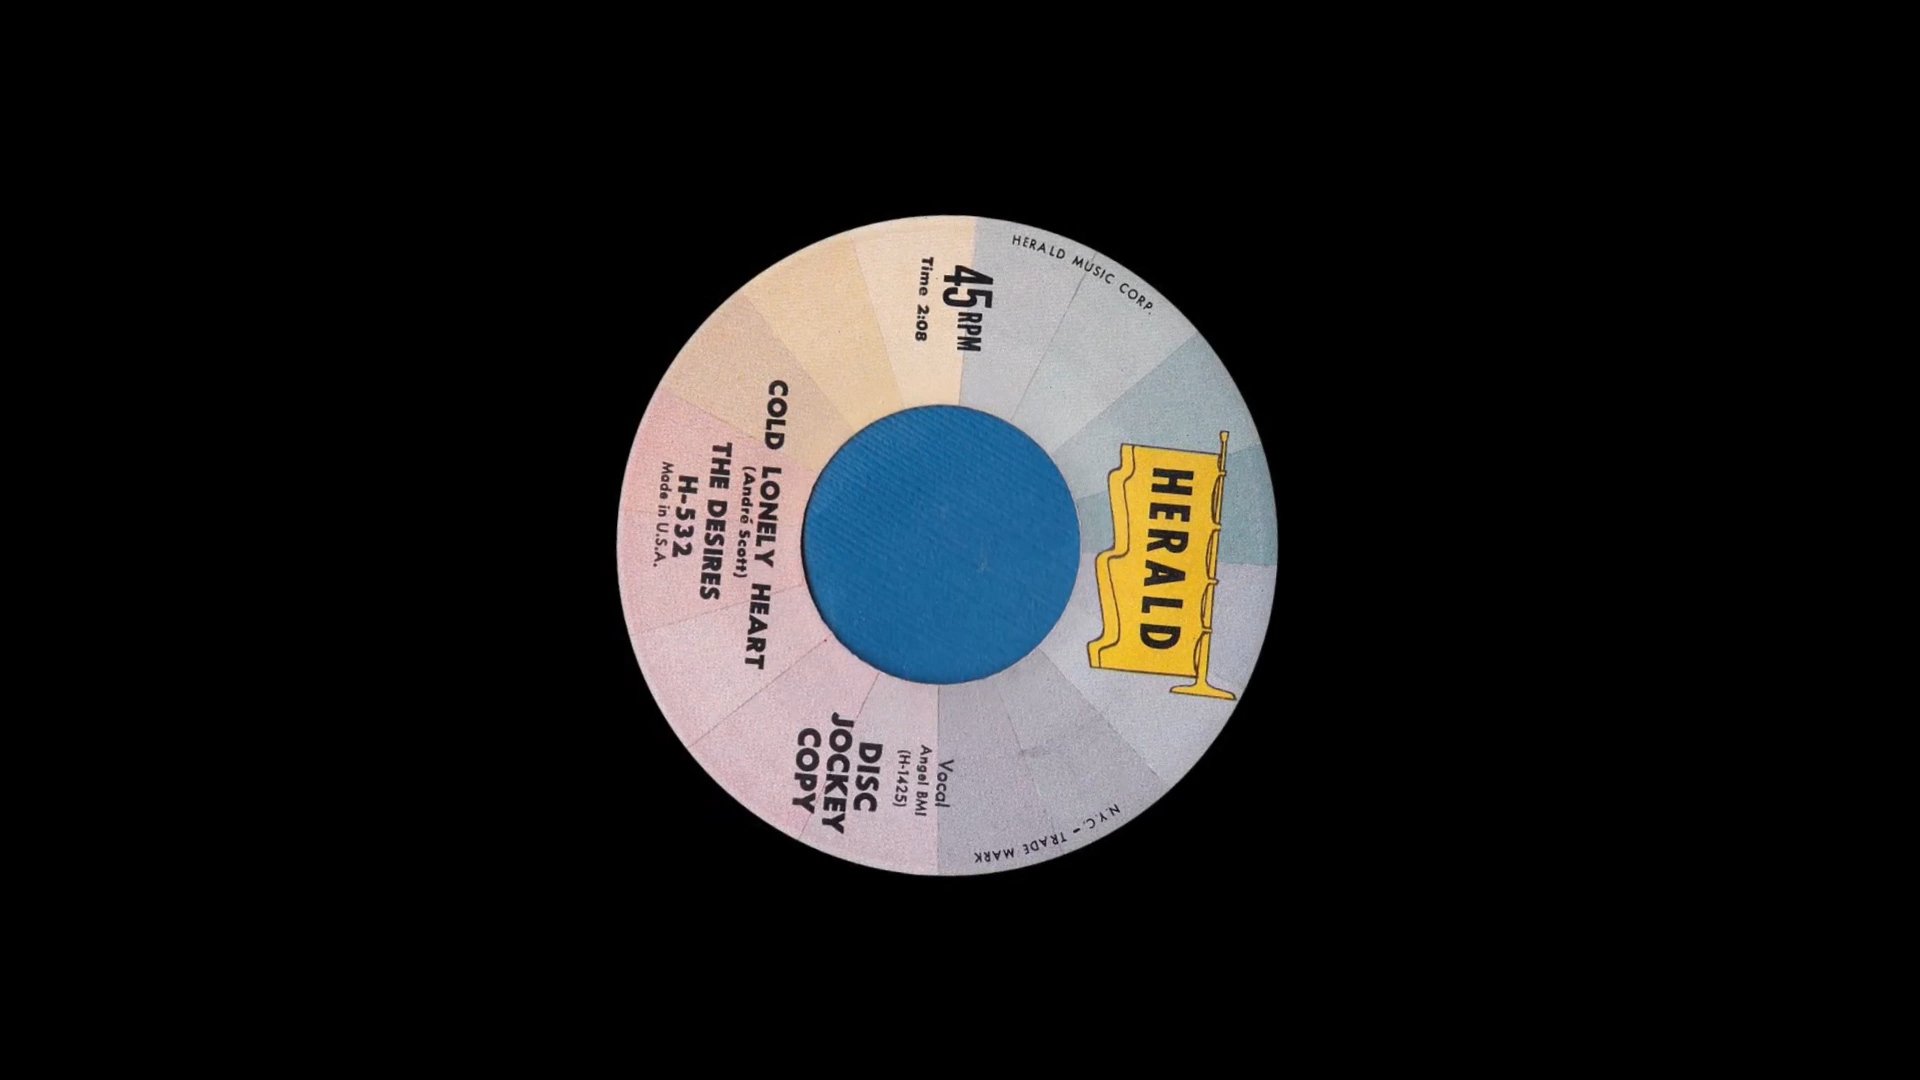 HERALD MUSIC CORP.
N.Y.C. - TRADE MARK
HERALD
45 RPM
Time 2:08
Vocal
Angel BMI
(H-1425)
DISC
JOCKEY
COPY
COLD LONELY HEART
(André Scott)
THE DESIRES
H-532
Made in U.S.A.